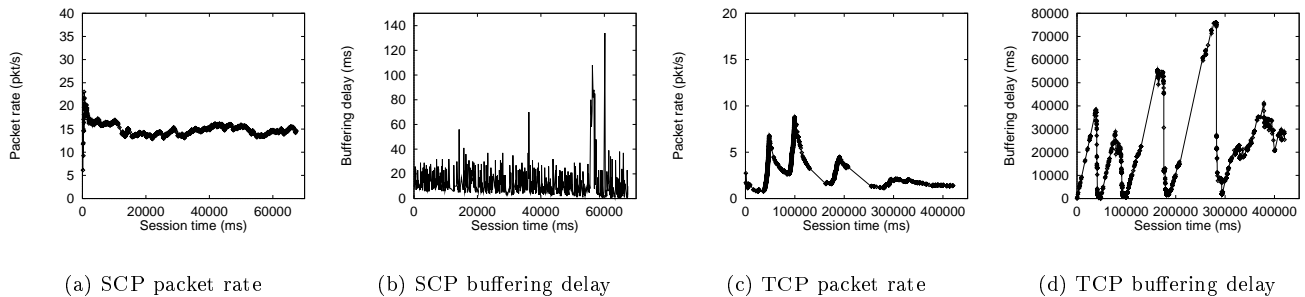 40
35
30
25
20
15
10
5
0
Packet rate (pkt/s)
0 20000 40000 60000
Session time (ms)
(a) SCP packet rate
140
120
100
80
60
40
20
0
Buffering delay (ms)
0 20000 40000 60000
Session time (ms)
(b) SCP buffering delay
20
15
10
5
0
Packet rate (pkt/s)
0 100000 200000 300000 400000
Session time (ms)
(c) TCP packet rate
80000
70000
60000
50000
40000
30000
20000
10000
0
Buffering delay (ms)
0 100000 200000 300000 400000
Session time (ms)
(d) TCP buffering delay